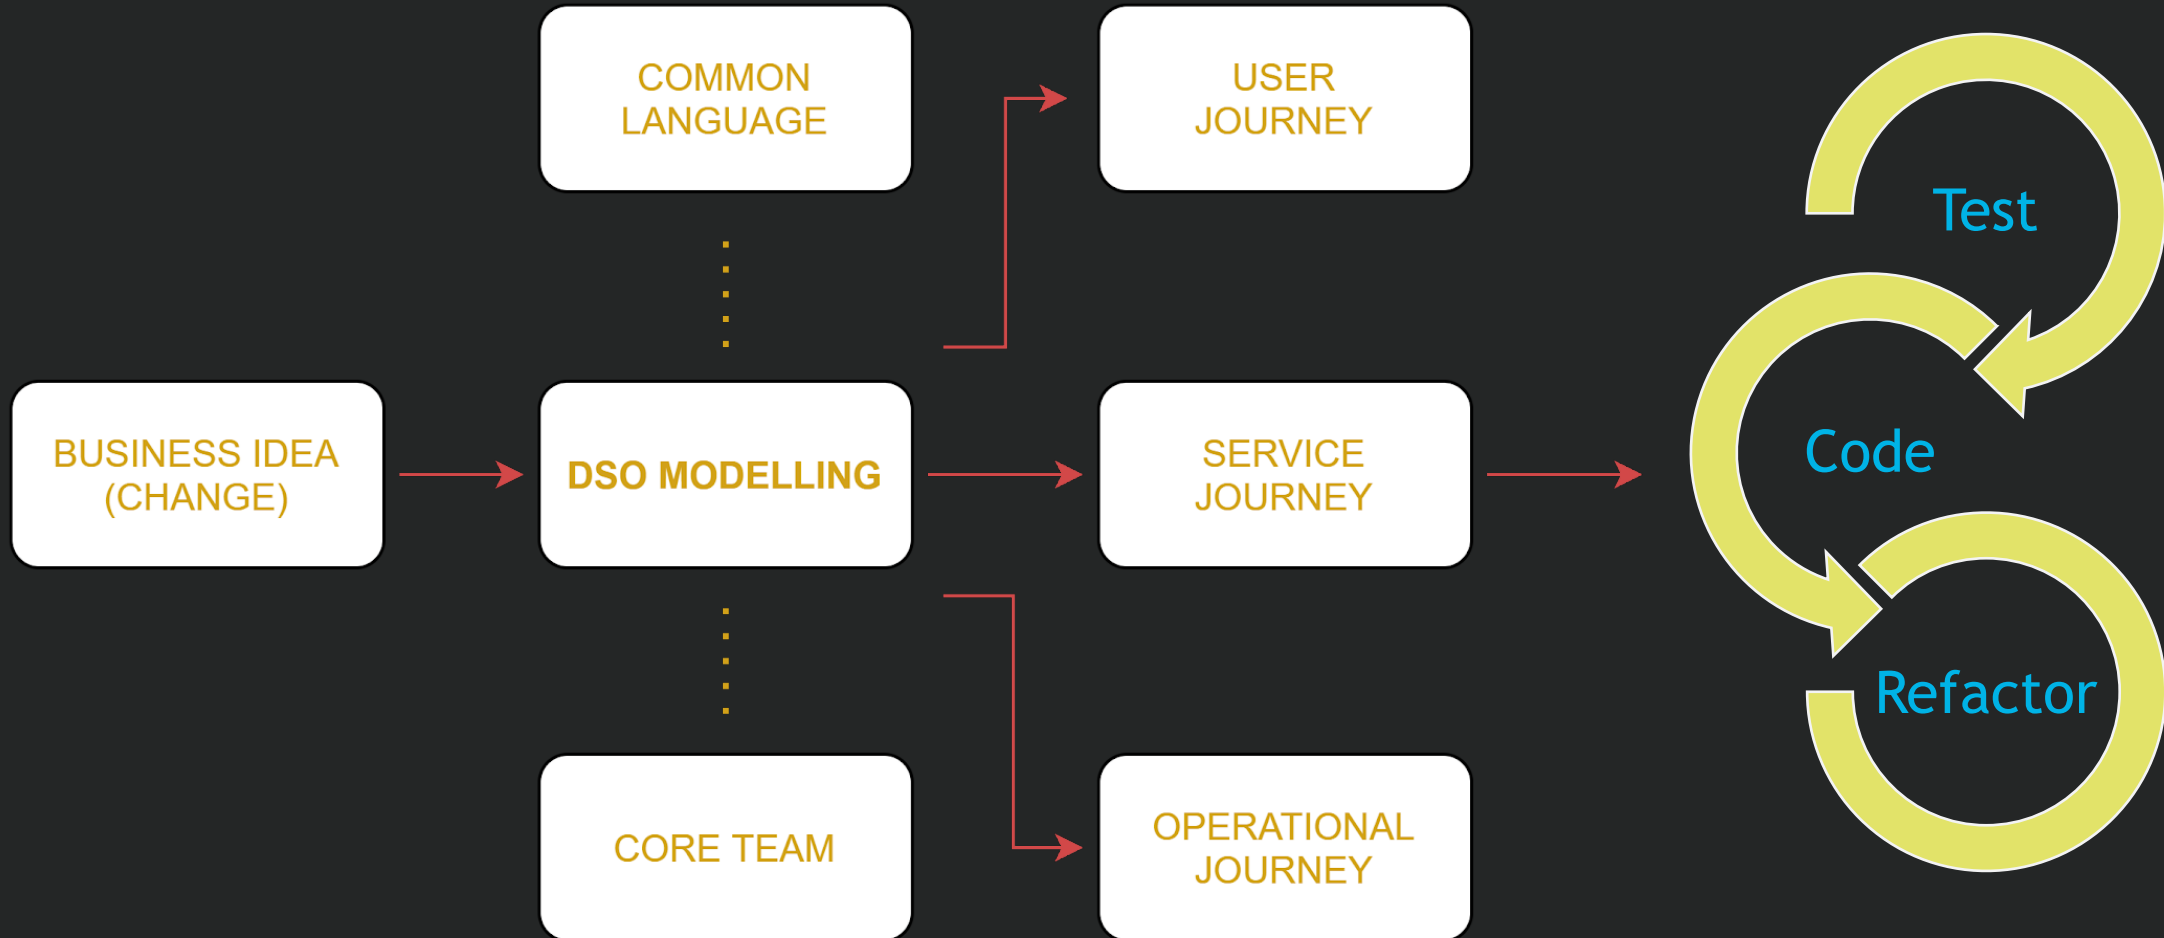 COMMON
LANGUAGE
USER
JOURNEY
Test
BUSINESS IDEA
(CHANGE)
DSO MODELLING
SERVICE
JOURNEY
Code
CORE TEAM
OPERATIONAL
JOURNEY
Refactor